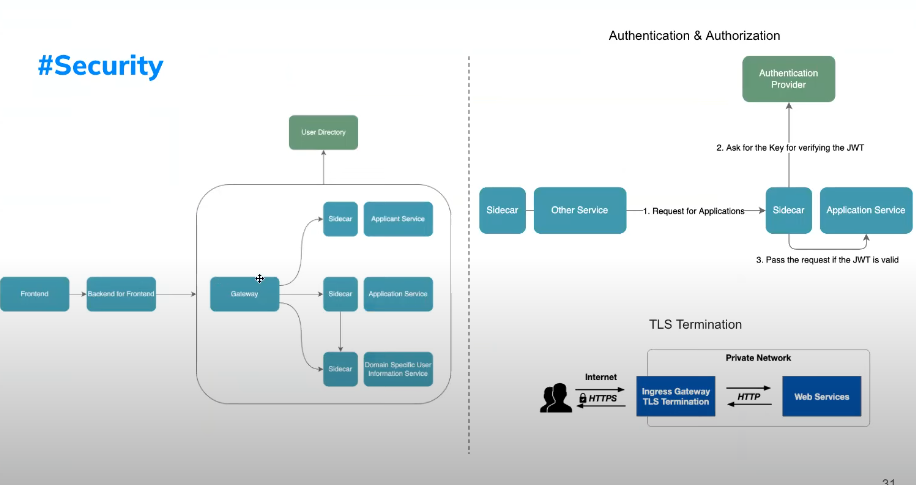 #Security
User Directory
Sidecar
Applicant Service
Frontend
Backend for Frontend
Gateway
Sidecar
Application Service
Sidecar
Domain Specific User
Information Service
Authentication & Authorization
Authentication
Provider
2. Ask for the Key for verifying the JWT
Sidecar
Other Service
1. Request for Applications
Sidecar
Application Service
3. Pass the request if the JWT is valid
TLS Termination
Private Network
Internet
HTTPS
Ingress Gateway
TLS Termination
HTTP
Web Services
31